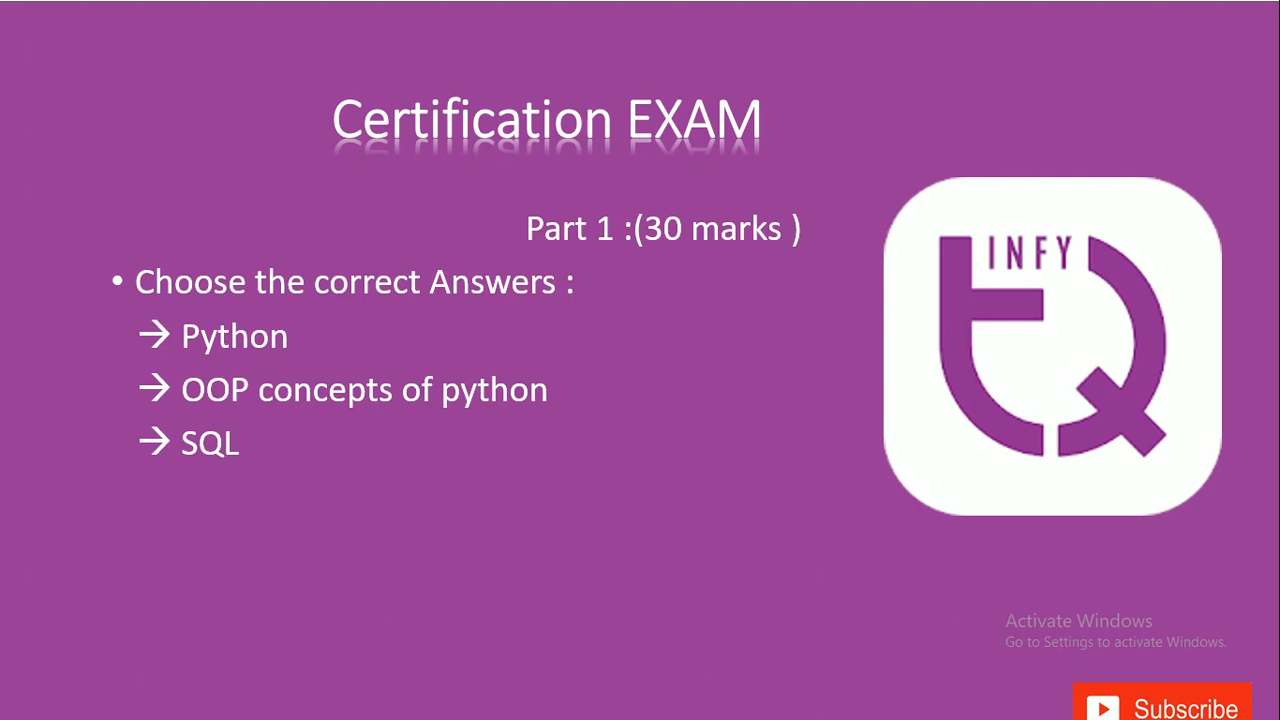 Certification EXAM
Part 1 :(30 marks )
• Choose the correct Answers :
→ Python
→ OOP concepts of python
→ SQL
INFY
TQ
Activate Windows
Go to Settings to activate Windows.
Subscribe